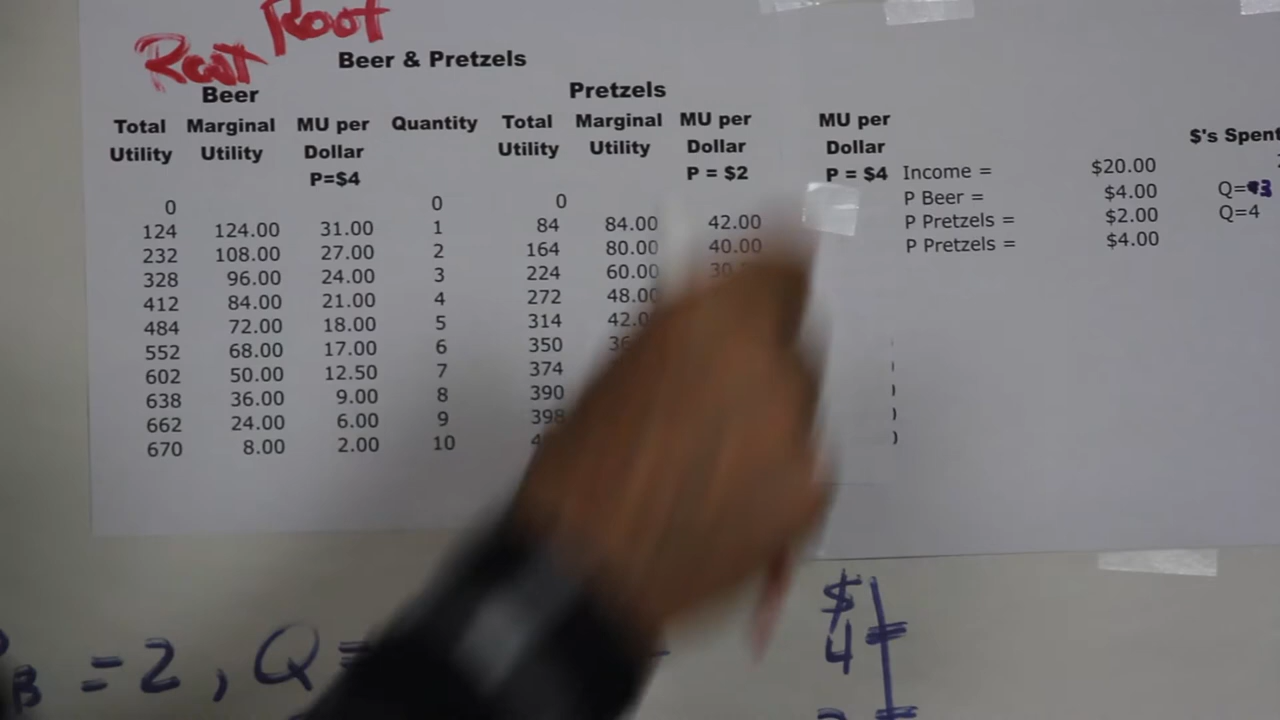 Root Root
Beer & Pretzels
Beer Pretzels
Total Marginal MU per Quantity Total Marginal MU per MU per $'s Spent
Utility Utility Dollar Utility Utility Dollar Dollar
P=$4 P = $2 P = $4 Income = $20.00
P Beer = $4.00 Q=3
0 0 0 P Pretzels = $2.00 Q=4
124 124.00 31.00 1 84 84.00 42.00 P Pretzels = $4.00
232 108.00 27.00 2 164 80.00 40.00
328 96.00 24.00 3 224 60.00
412 84.00 21.00 4 272 48.00
484 72.00 18.00 5 314
552 68.00 17.00 6 350
602 50.00 12.50 7 374
638 36.00 9.00 8 390
662 24.00 6.00 9 398
670 8.00 2.00 10
$
B = 2, Q = 4